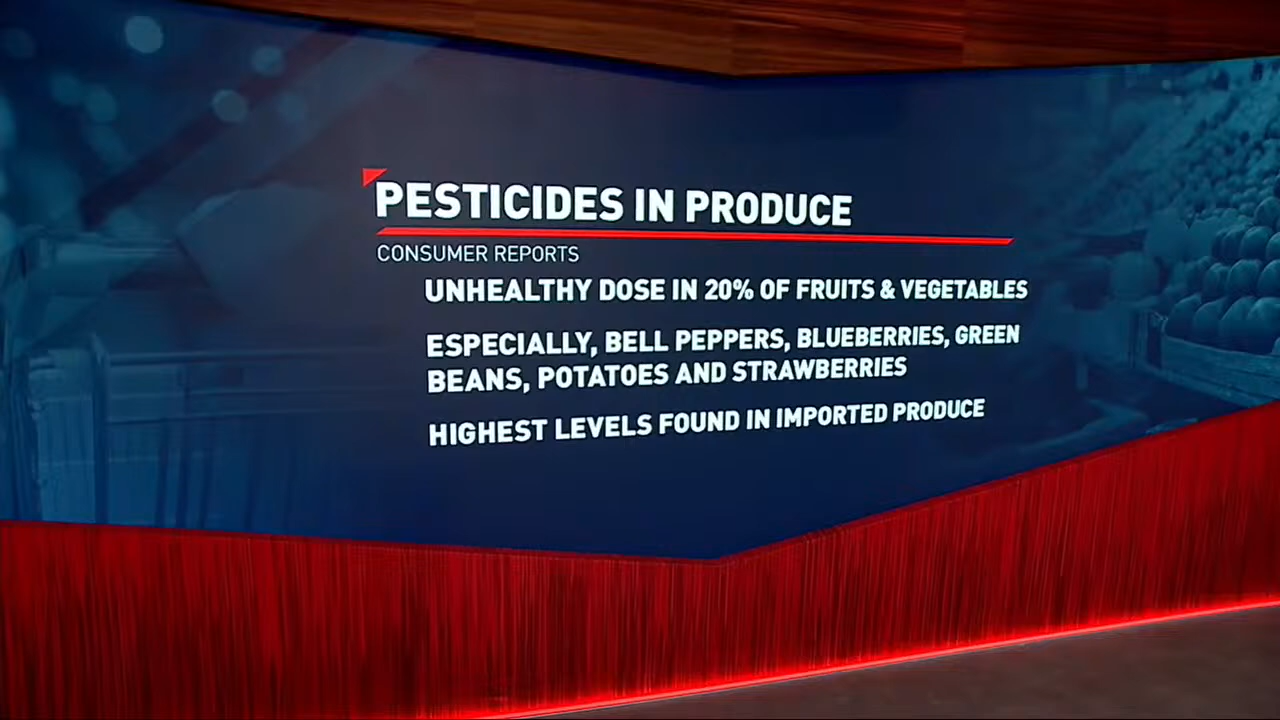 PESTICIDES IN PRODUCE
CONSUMER REPORTS
UNHEALTHY DOSE IN 20% OF FRUITS & VEGETABLES
ESPECIALLY, BELL PEPPERS, BLUEBERRIES, GREEN
BEANS, POTATOES AND STRAWBERRIES
HIGHEST LEVELS FOUND IN IMPORTED PRODUCE